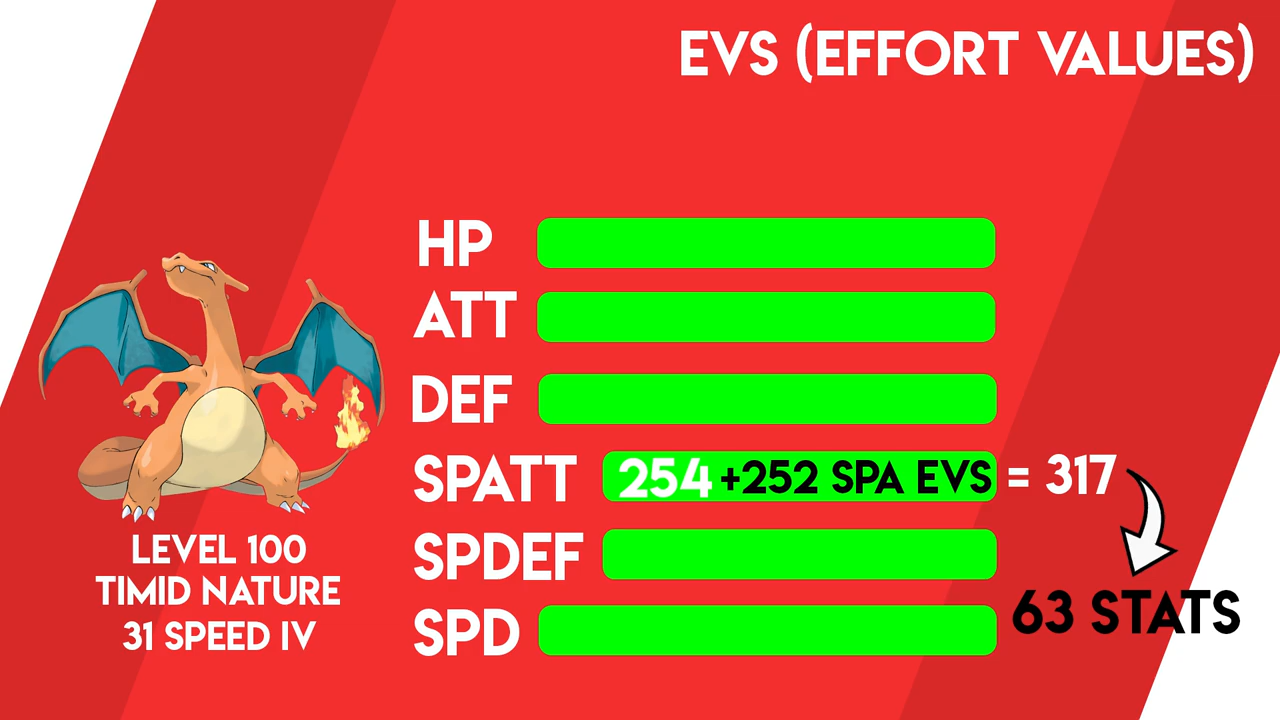 EVS (EFFORT VALUES)
HP
ATT
DEF
SPATT 254 +252 SPA EVS = 317
SPDEF
63 STATS
SPD
LEVEL 100
TIMID NATURE
31 SPEED IV